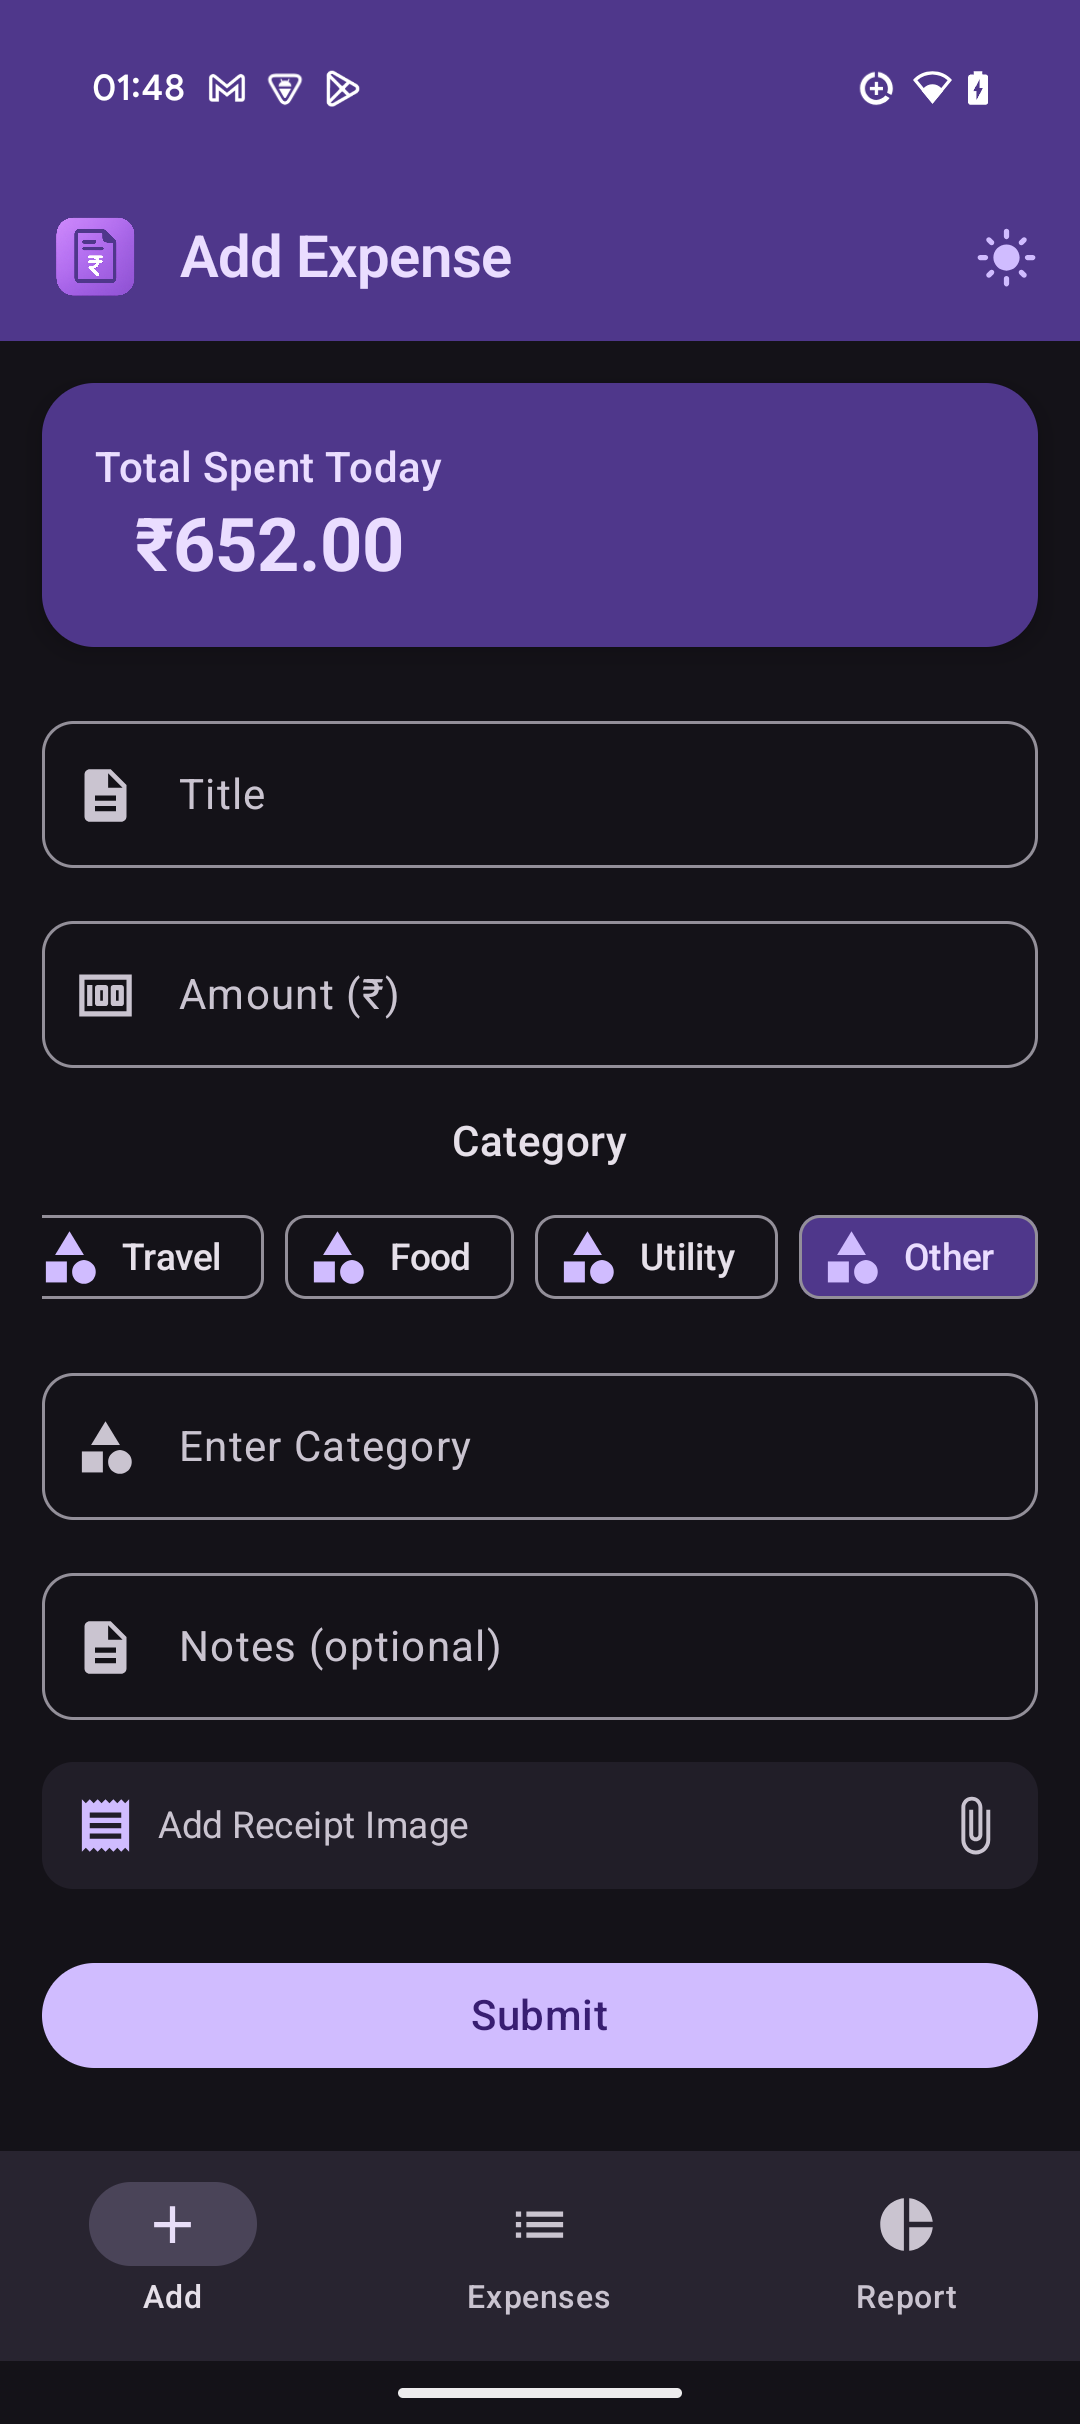 01:48
Add Expense
Total Spent Today
₹652.00
Title
Amount (₹)
Category
Travel
Food
Utility
Other
Enter Category
Notes (optional)
Add Receipt Image
Submit
Add
Expenses
Report